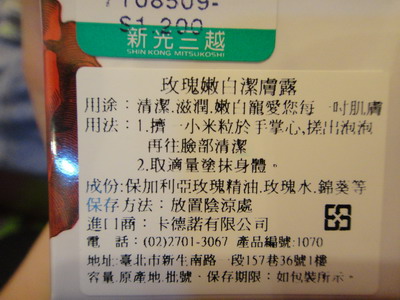 7108509-
$1,200
新光三越
SHIN KONG MITSUKOSHI
玫瑰嫩白潔膚露
用途：清潔.滋潤.嫩白寵愛您每一吋肌膚
用法：1.擠一小米粒於手掌心,搓出泡泡
再往臉部清潔
2.取適量塗抹身體。
成份:保加利亞玫瑰精油.玫瑰水.錦葵等
保存方法：放置陰涼處
進口商：卡德諾有限公司
電 話：(02)2701-3067 產品編號:1070
地址:臺北市新生南路一段157巷36號1樓
容量.原產地.批號、保存期限：如包裝所示。